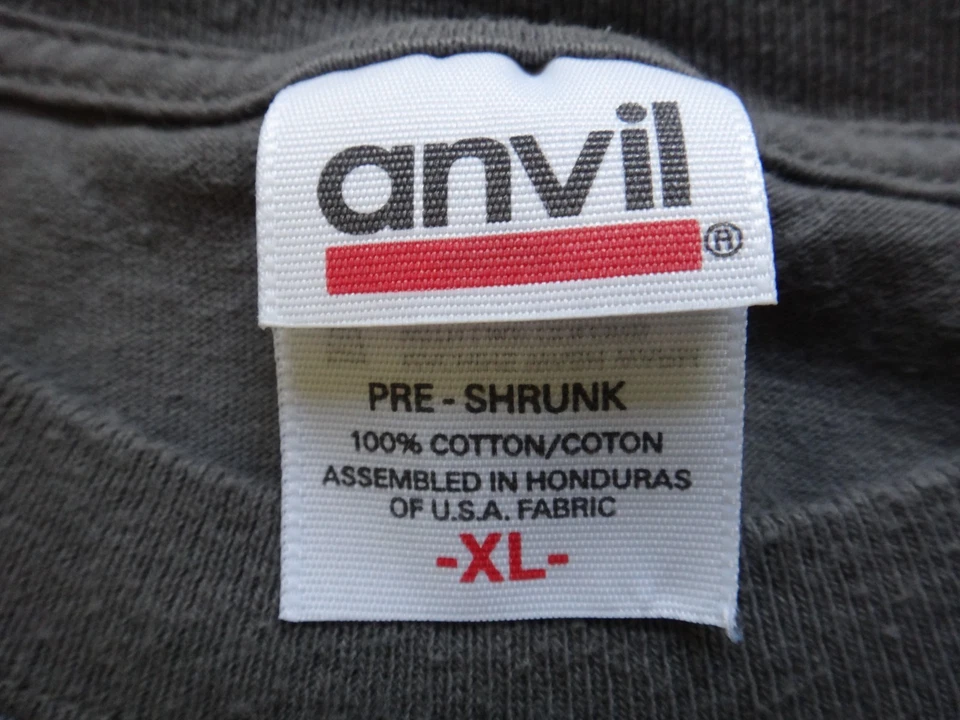 anvil
®
PRE - SHRUNK
100% COTTON/COTON
ASSEMBLED IN HONDURAS
OF U.S.A. FABRIC
-XL-